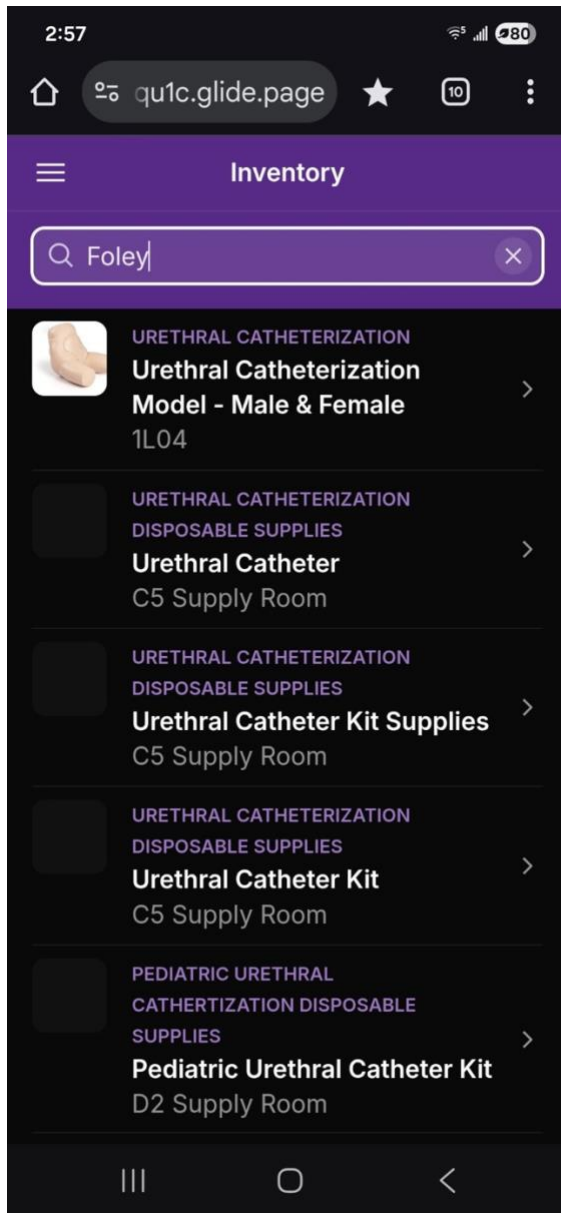 2:57
80
qu1c.glide.page
10
Inventory
Foley
URETHRAL CATHETERIZATION
Urethral Catheterization
Model - Male & Female
1L04
URETHRAL CATHETERIZATION
DISPOSABLE SUPPLIES
Urethral Catheter
C5 Supply Room
URETHRAL CATHETERIZATION
DISPOSABLE SUPPLIES
Urethral Catheter Kit Supplies
C5 Supply Room
URETHRAL CATHETERIZATION
DISPOSABLE SUPPLIES
Urethral Catheter Kit
C5 Supply Room
PEDIATRIC URETHRAL
CATHERTIZATION DISPOSABLE
SUPPLIES
Pediatric Urethral Catheter Kit
D2 Supply Room